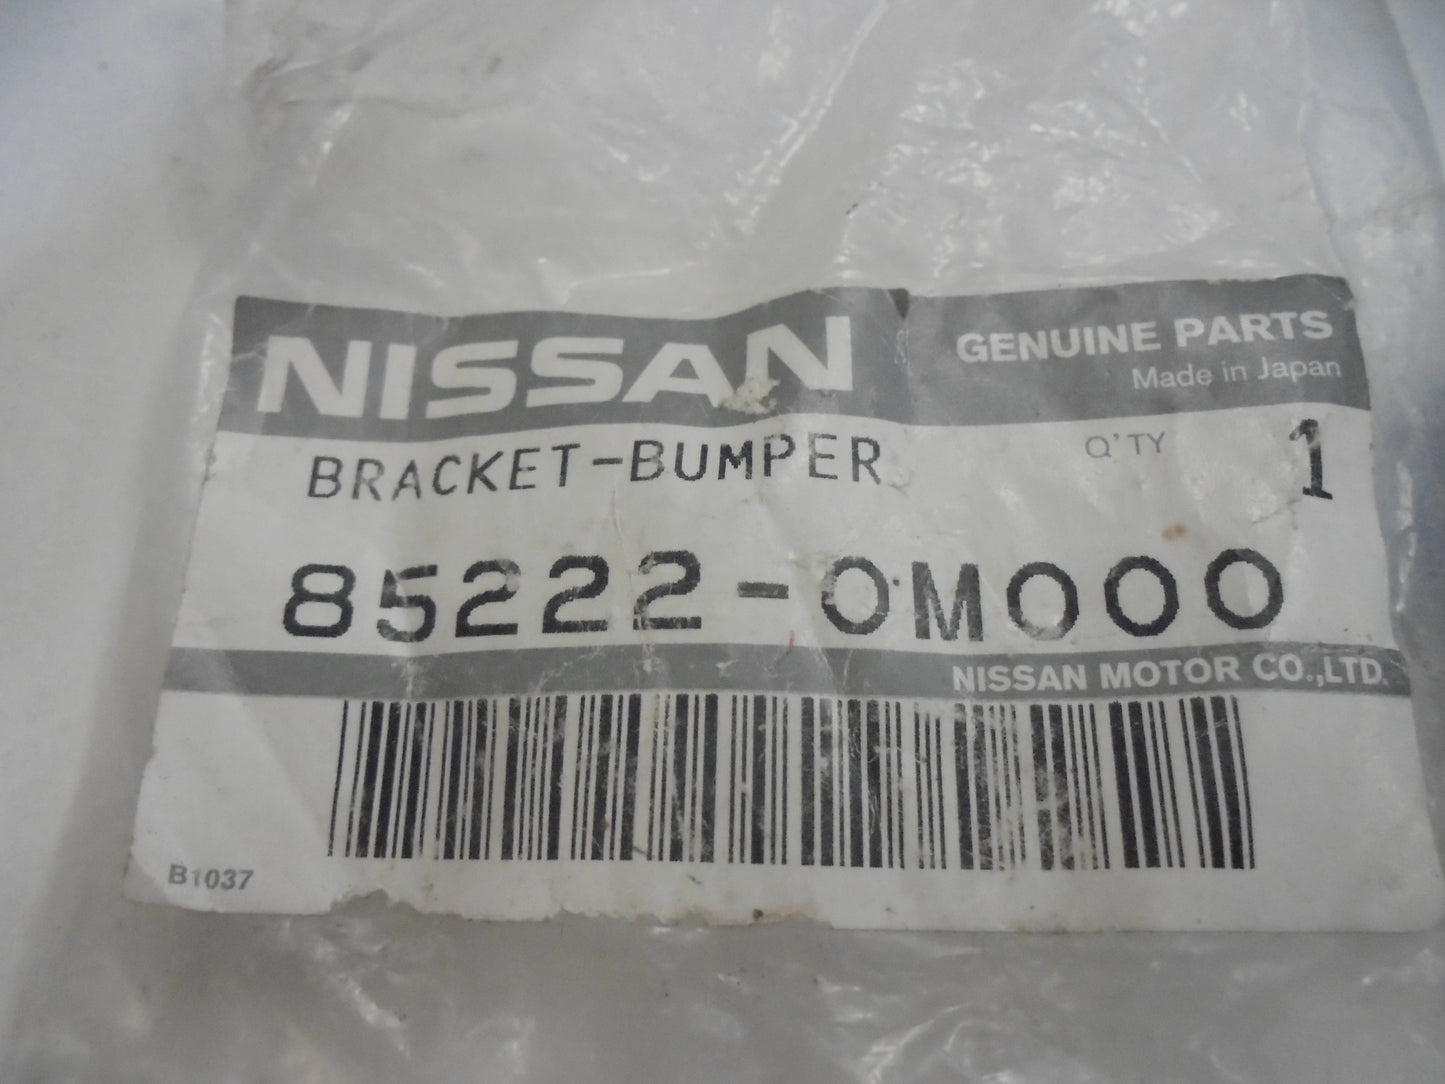 NISSAN
GENUINE PARTS
Made in Japan
BRACKET-BUMPER
Q'TY 1
85222-0M000
NISSAN MOTOR CO.,LTD.
B1037